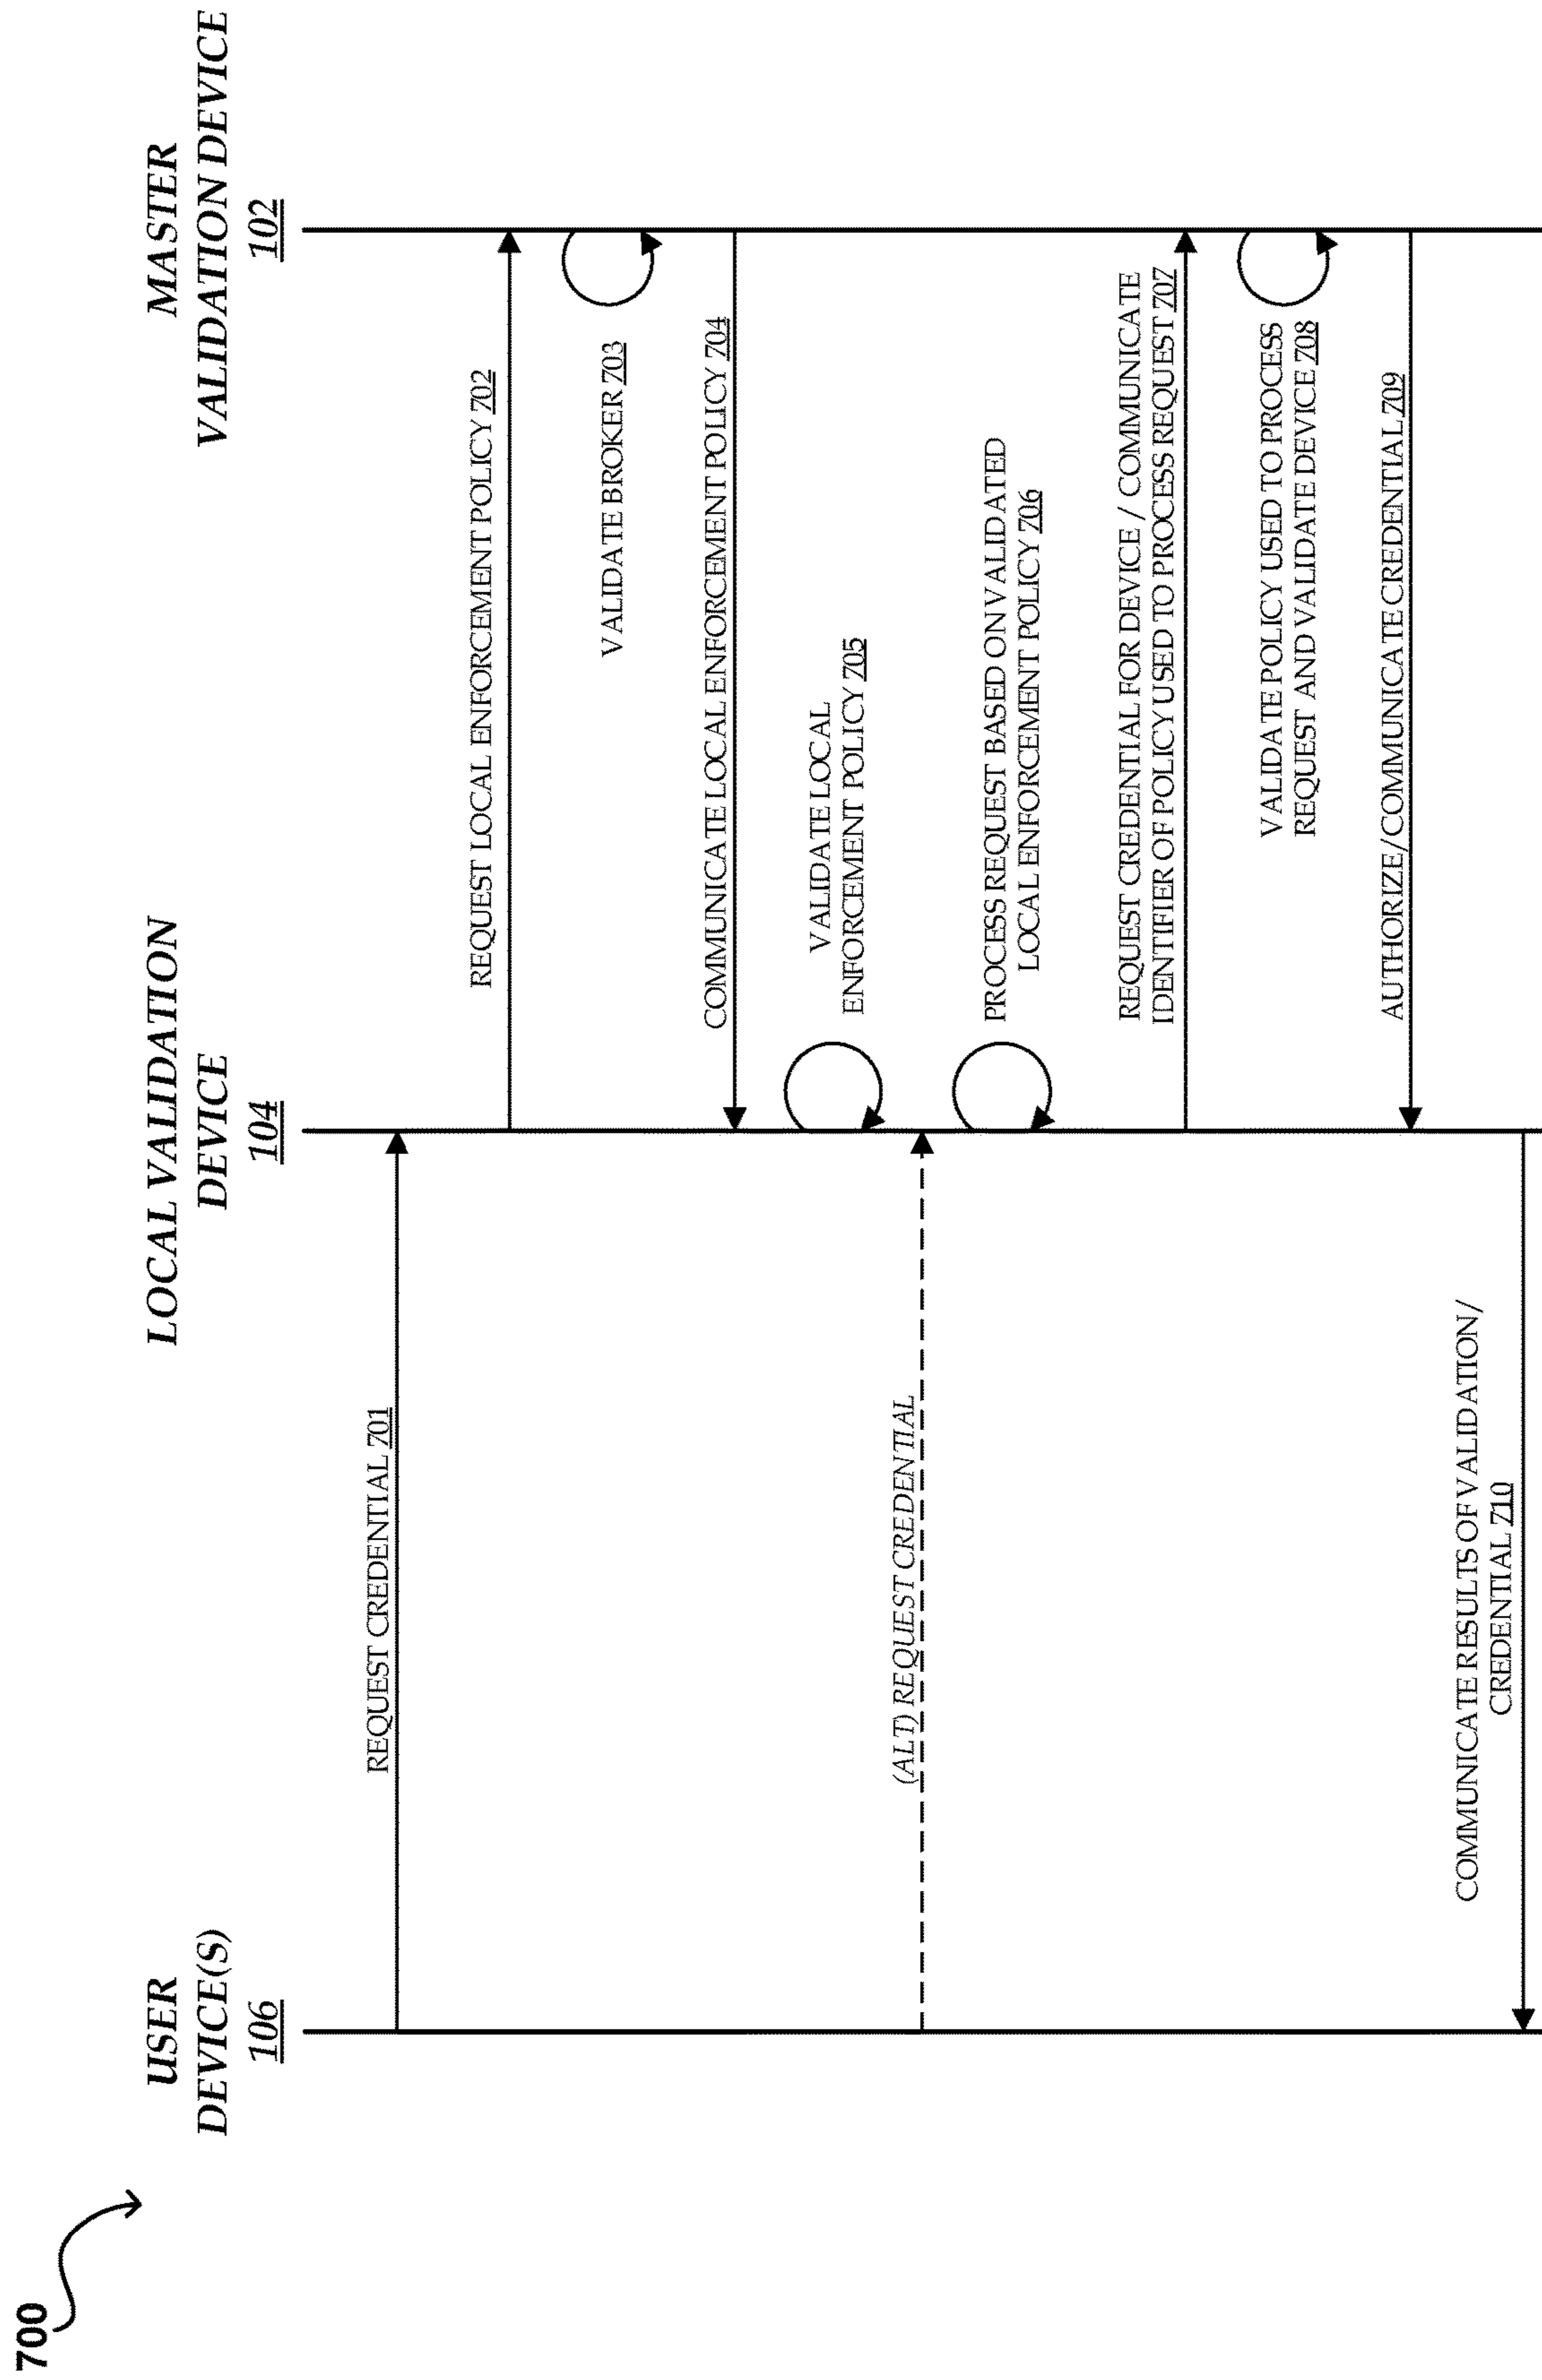 700
USER
DEVICE(S)
106
LOCAL VALIDATION
DEVICE
104
MASTER
VALIDATION DEVICE
102
REQUEST CREDENTIAL 701
REQUEST LOCAL ENFORCEMENT POLICY 702
VALIDATE BROKER 703
COMMUNICATE LOCAL ENFORCEMENT POLICY 704
VALIDATE LOCAL
ENFORCEMENT POLICY 705
(ALT) REQUEST CREDENTIAL
PROCESS REQUEST BASED ON VALIDATED
LOCAL ENFORCEMENT POLICY 706
REQUEST CREDENTIAL FOR DEVICE / COMMUNICATE
IDENTIFIER OF POLICY USED TO PROCESS REQUEST 707
VALIDATE POLICY USED TO PROCESS
REQUEST AND VALIDATE DEVICE 708
AUTHORIZE/COMMUNICATE CREDENTIAL 709
COMMUNICATE RESULTS OF VALIDATION/
CREDENTIAL 710